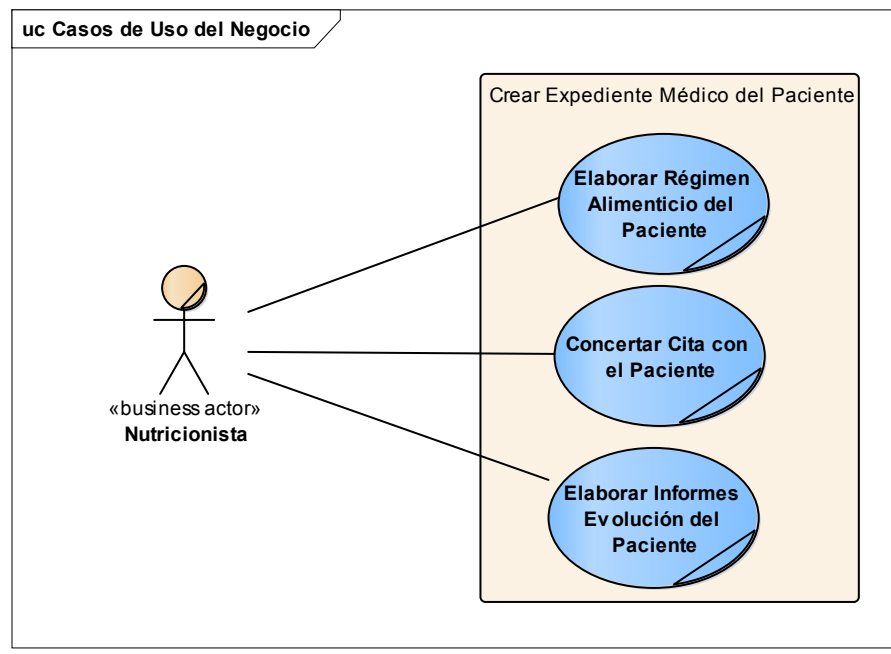 uc Casos de Uso del Negocio
Crear Expediente Médico del Paciente
Elaborar Régimen
Alimenticio del
Paciente
Concertar Cita con
el Paciente
«business actor»
Nutricionista
Elaborar Informes
Evolución del
Paciente